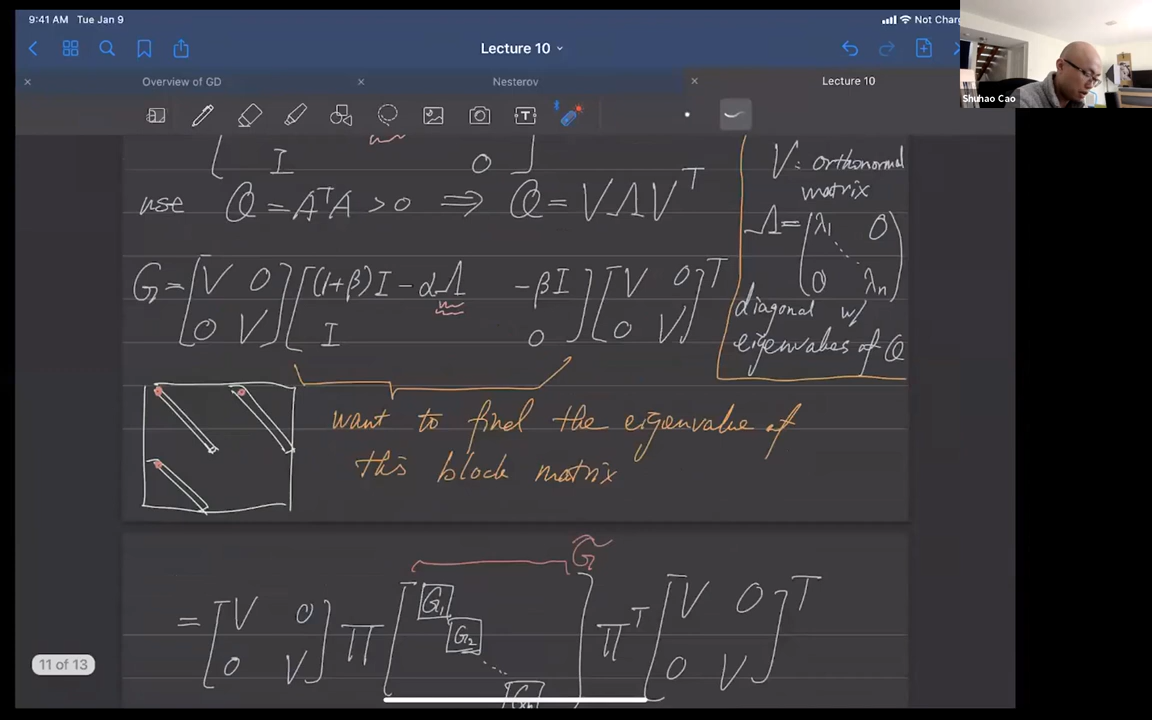 9:41 AM Tue Jan 9
Not Charg
Lecture 10
Overview of GD
Nesterov
Lecture 10
Shuhao Cao
I 0
use Q = AᵀA > 0 ⟹ Q = VΛVᵀ
V: orthonormal
matrix
Λ = (λ₁ 0
0 λₙ)
diagonal w/
eigenvalues of Q
G = [V 0 [(1+β)I - αΛ -βI [V 0 ᵀ
0 V] I 0] 0 V]
want to find the eigenvalue of
this block matrix
G̃
= [V 0 Π [G₁ Πᵀ [V 0 ᵀ
G₂
0 V] 0 V]
11 of 13